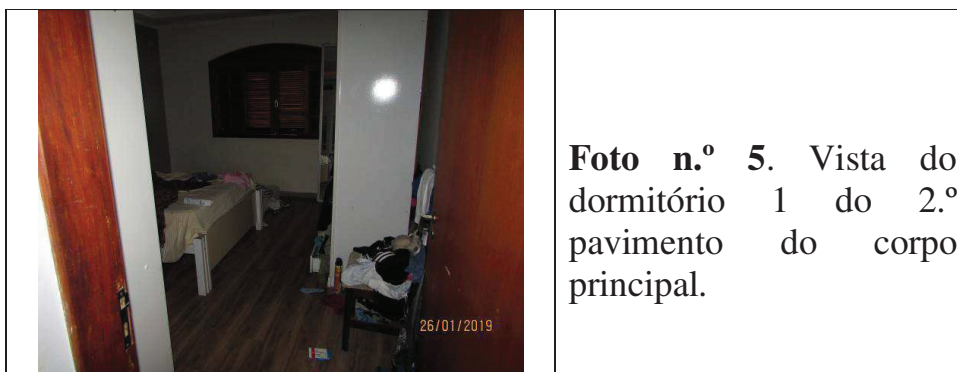 26/01/2019
Foto n.º 5. Vista do
dormitório 1 do 2.º
pavimento do corpo
principal.